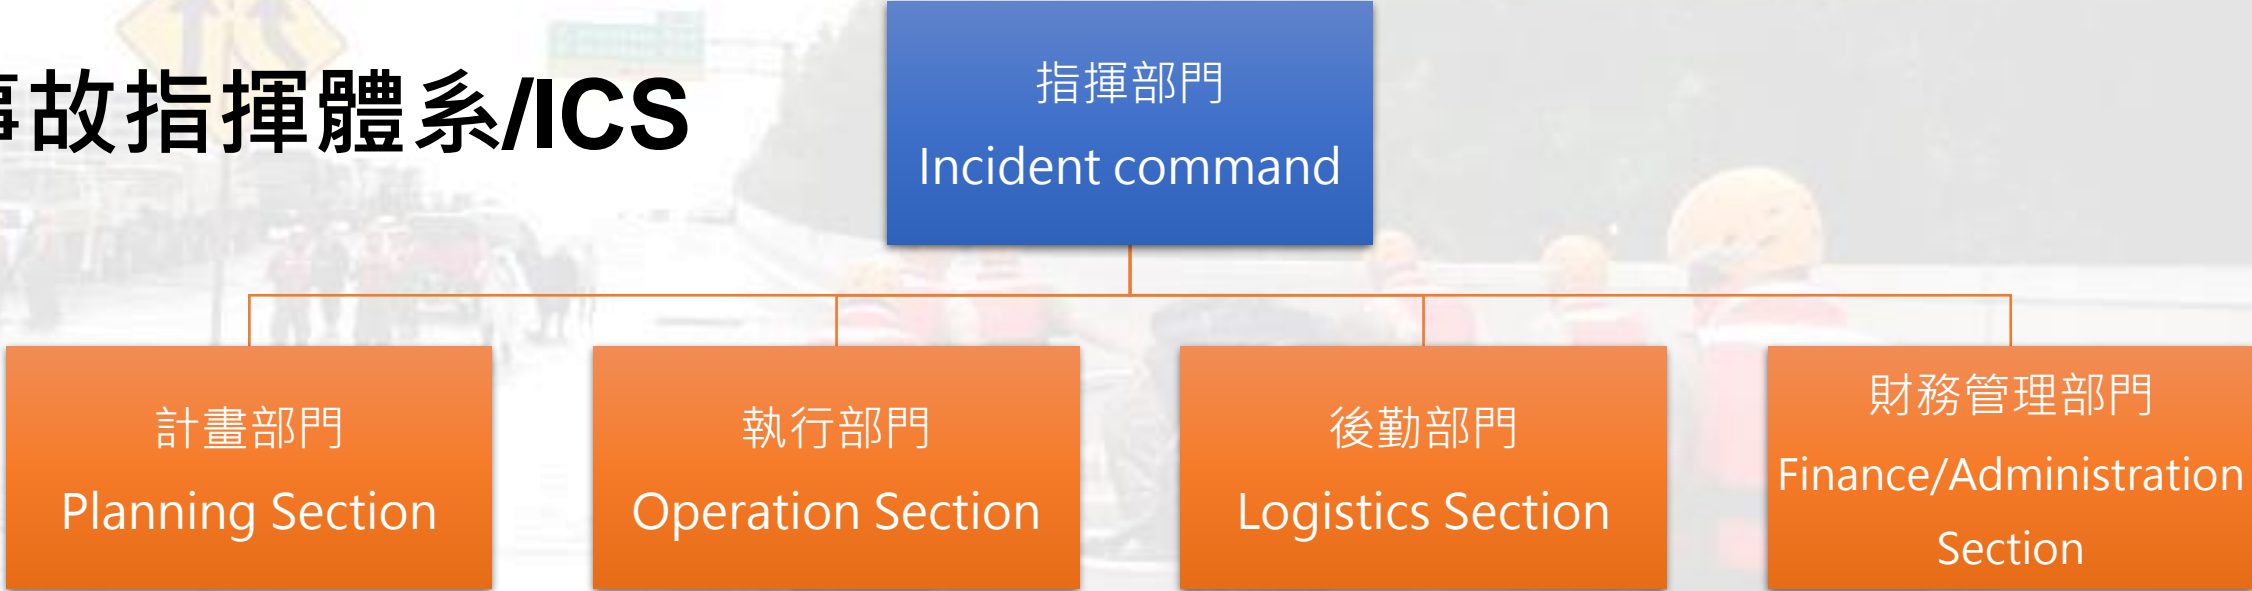 事故指揮體系/ICS
指揮部門
Incident command
計畫部門
Planning Section
執行部門
Operation Section
後勤部門
Logistics Section
財務管理部門
Finance/Administration
Section